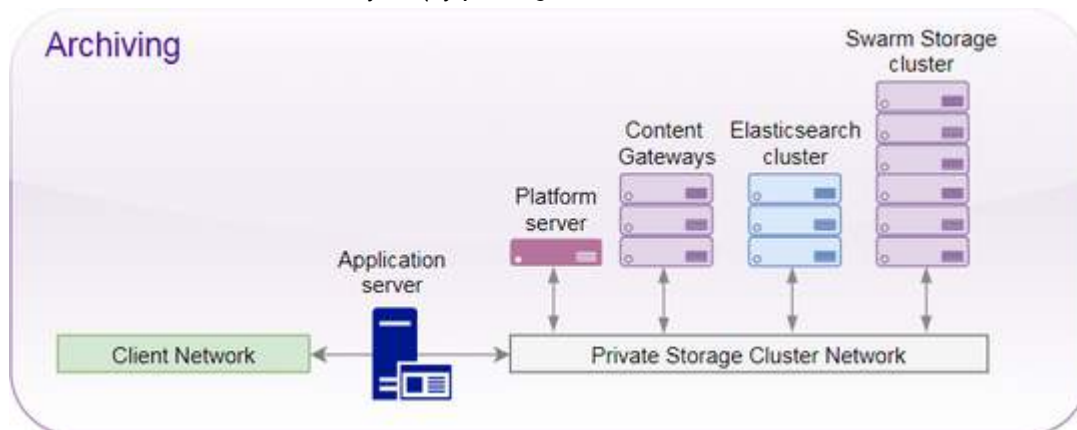 Archiving
Swarm Storage
cluster
Content
Gateways
Elasticsearch
cluster
Platform
server
Application
server
Client Network
Private Storage Cluster Network